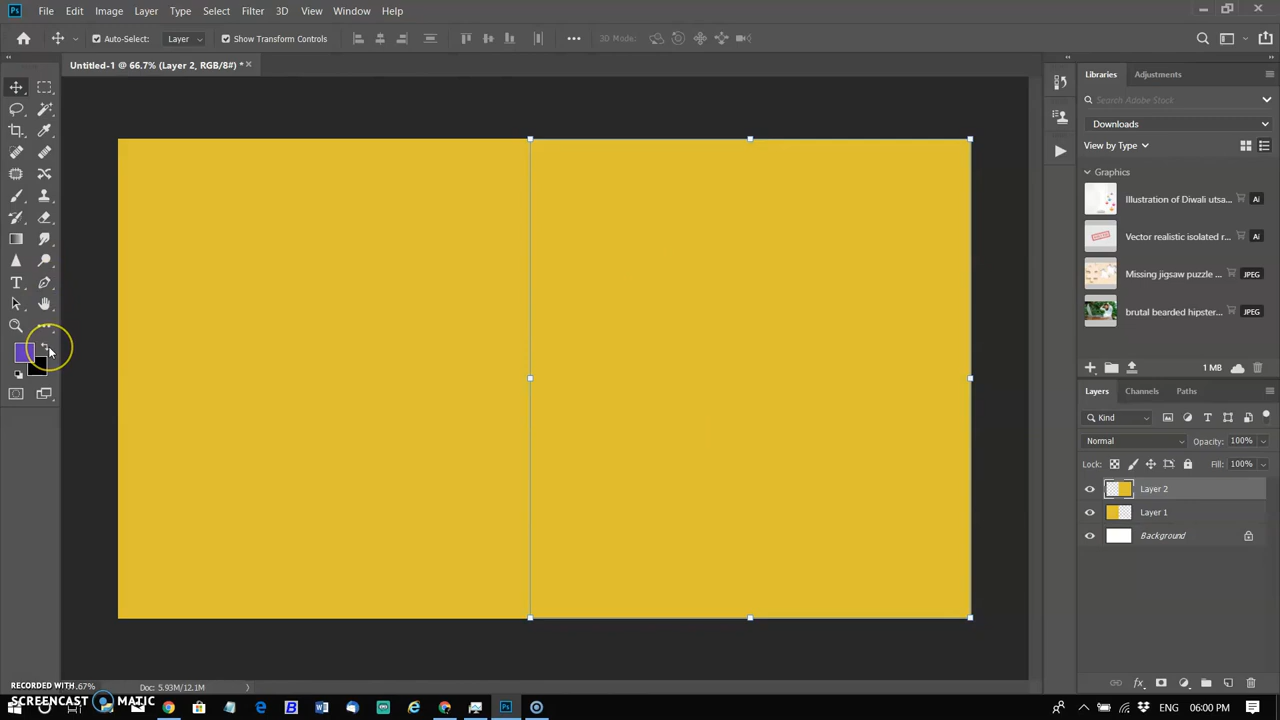 Ps File Edit Image Layer Type Select Filter 3D View Window Help
Auto-Select: Layer Show Transform Controls 3D Mode:
Untitled-1 @ 66.7% (Layer 2, RGB/8#) *
Libraries Adjustments
Search Adobe Stock
Downloads
View by Type
Graphics
Illustration of Diwali utsa... Ai
Vector realistic isolated r... Ai
Missing jigsaw puzzle ... JPEG
brutal bearded hipster... JPEG
1 MB
Layers Channels Paths
Kind
Normal Opacity: 100%
Lock: Fill: 100%
Layer 2
Layer 1
Background
RECORDED WITH
SCREENCAST MATIC
.67% Doc: 5.93M/12.1M
ENG 06:00 PM